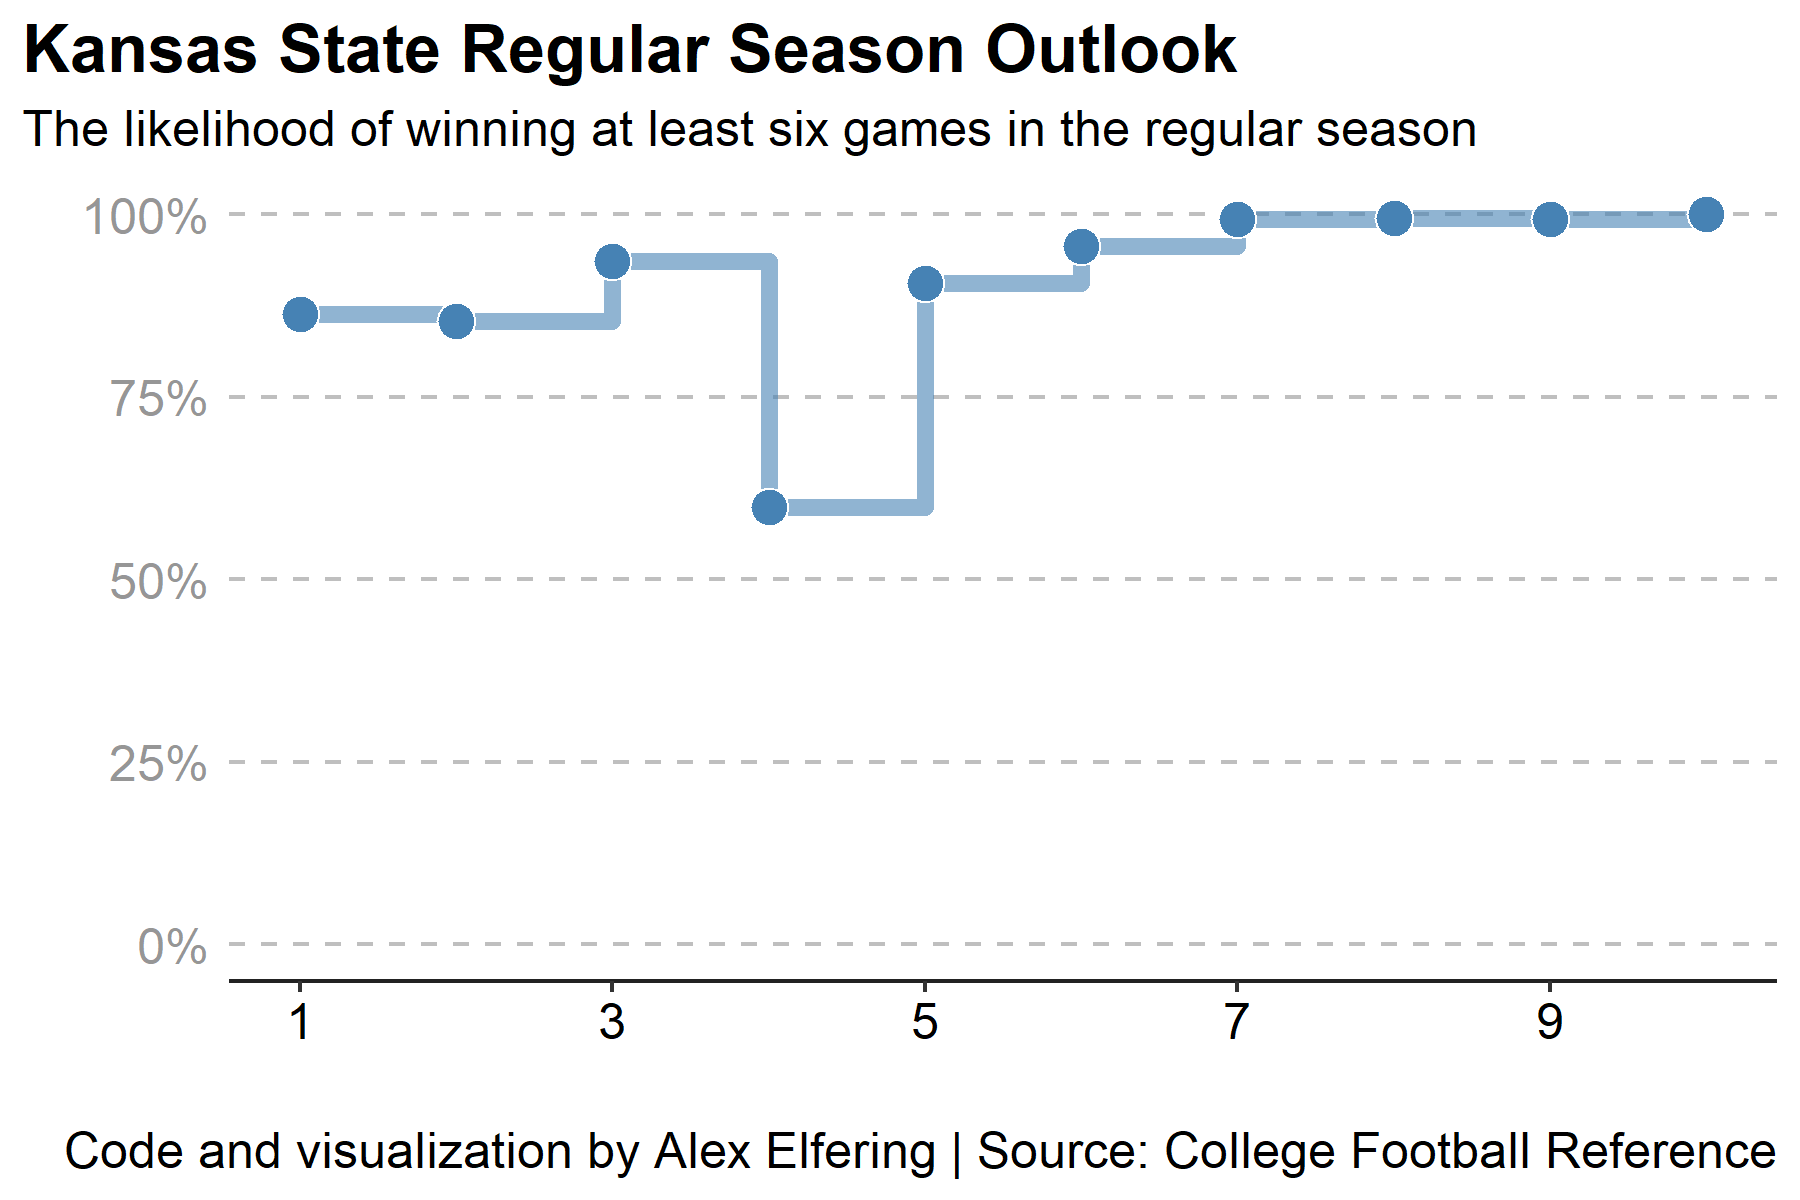 Kansas State Regular Season Outlook
The likelihood of winning at least six games in the regular season
100%
75%
50%
25%
0%
1 3 5 7 9
Code and visualization by Alex Elfering | Source: College Football Reference